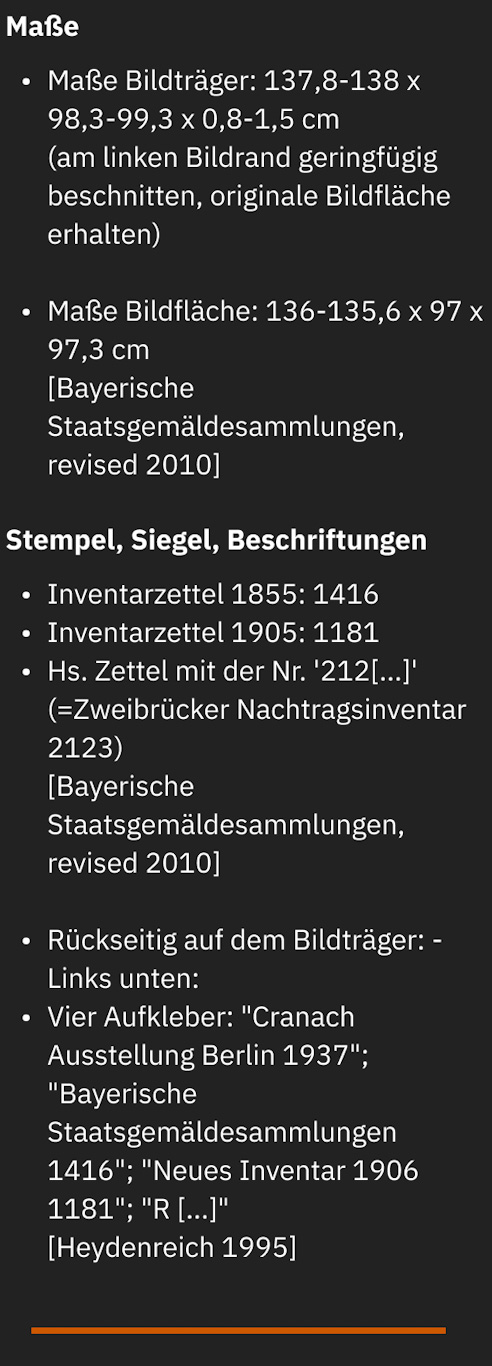 Maße
• Maße Bildträger: 137,8-138 x
98,3-99,3 x 0,8-1,5 cm
(am linken Bildrand geringfügig
beschnitten, originale Bildfläche
erhalten)
• Maße Bildfläche: 136-135,6 x 97 x
97,3 cm
[Bayerische
Staatsgemäldesammlungen,
revised 2010]
Stempel, Siegel, Beschriftungen
• Inventarzettel 1855: 1416
• Inventarzettel 1905: 1181
• Hs. Zettel mit der Nr. '212[...]'
(=Zweibrücker Nachtragsinventar
2123)
[Bayerische
Staatsgemäldesammlungen,
revised 2010]
• Rückseitig auf dem Bildträger: -
Links unten:
• Vier Aufkleber: "Cranach
Ausstellung Berlin 1937";
"Bayerische
Staatsgemäldesammlungen
1416"; "Neues Inventar 1906
1181"; "R [...]"
[Heydenreich 1995]